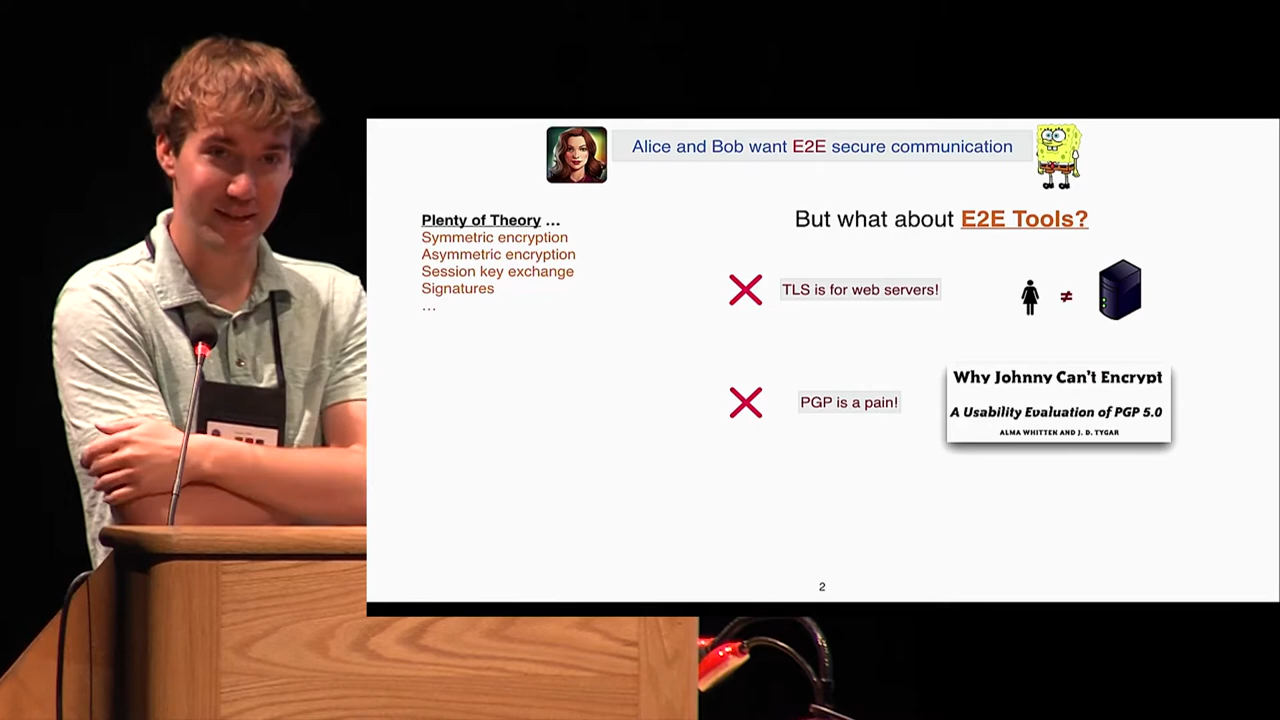 Alice and Bob want E2E secure communication
Plenty of Theory ...
Symmetric encryption
Asymmetric encryption
Session key exchange
Signatures
...
But what about E2E Tools?
TLS is for web servers!
≠
PGP is a pain!
Why Johnny Can't Encrypt
A Usability Evaluation of PGP 5.0
ALMA WHITTEN AND J. D. TYGAR
2